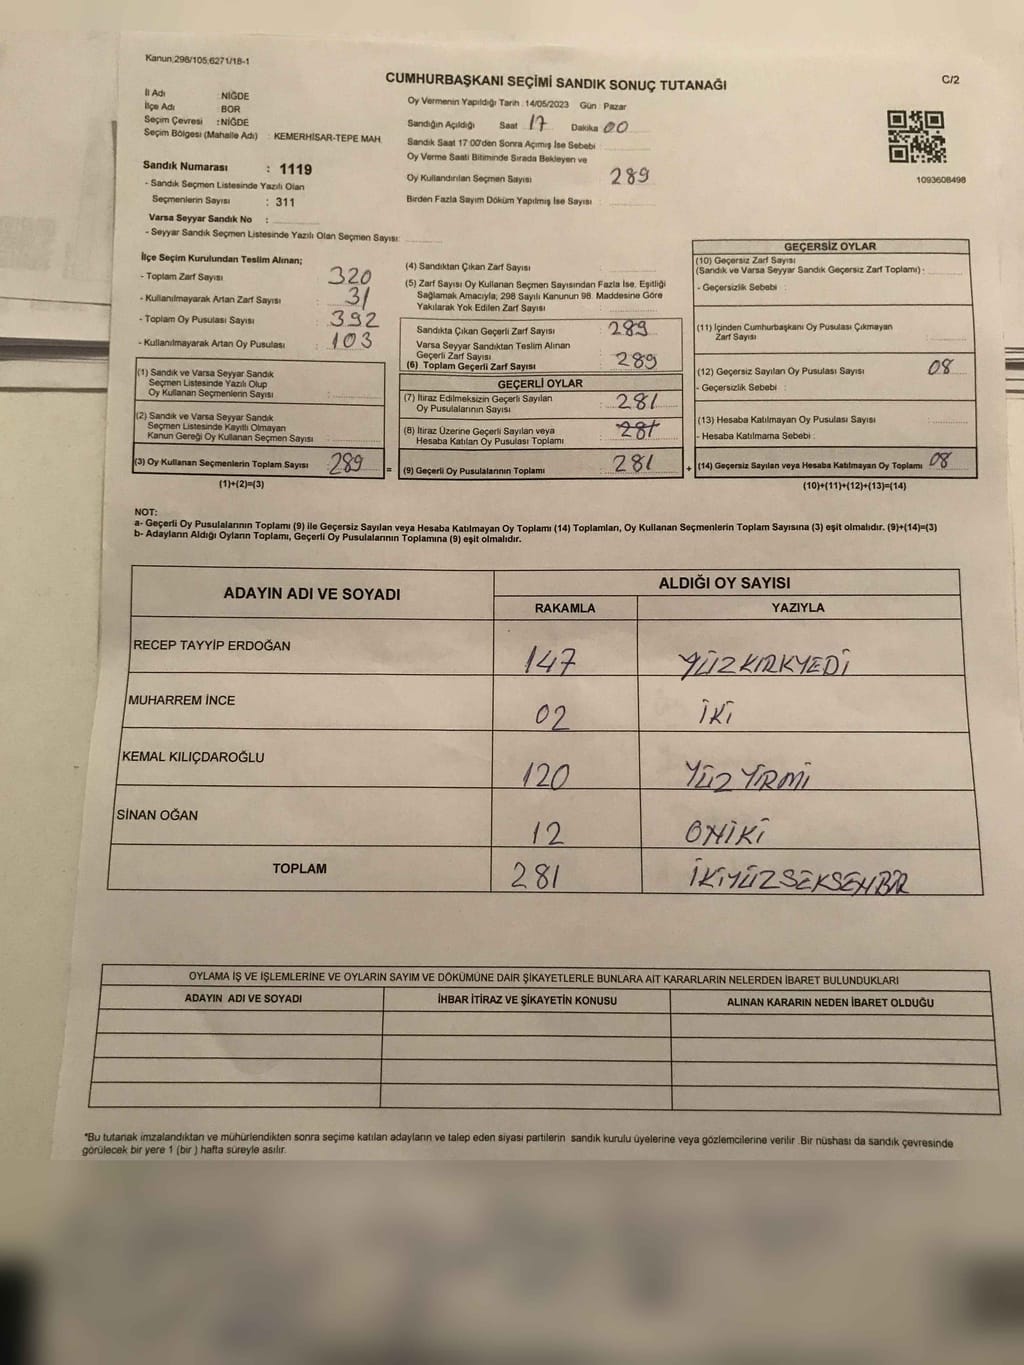 Kanun;298/105;6271/18-1
CUMHURBAŞKANI SEÇİMİ SANDIK SONUÇ TUTANAĞI
C/2
İl Adı : NİĞDE
İlçe Adı : BOR
Seçim Çevresi : NİĞDE
Seçim Bölgesi (Mahalle Adı) : KEMERHİSAR-TEPE MAH
Sandık Numarası : 1119
- Sandık Seçmen Listesinde Yazılı Olan
Seçmenlerin Sayısı : 311
Varsa Seyyar Sandık No :
- Seyyar Sandık Seçmen Listesinde Yazılı Olan Seçmen Sayısı:
Oy Vermenin Yapıldığı Tarih : 14/05/2023 Gün : Pazar
Sandığın Açıldığı Saat 17 Dakika 00
Sandık Saat 17:00'den Sonra Açımış İse Sebebi
Oy Verme Saati Bitiminde Sırada Bekleyen ve
Oy Kullandırılan Seçmen Sayısı 289
Birden Fazla Sayım Döküm Yapılmış İse Sayısı :
1093608498
İlçe Seçim Kurulundan Teslim Alınan;
- Toplam Zarf Sayısı : 320
- Kullanılmayarak Artan Zarf Sayısı : 31
- Toplam Oy Pusulası Sayısı : 392
- Kullanılmayarak Artan Oy Pusulası : 103
(1) Sandık ve Varsa Seyyar Sandık
Seçmen Listesinde Yazılı Olup
Oy Kullanan Seçmenlerin Sayısı :
(2) Sandık ve Varsa Seyyar Sandık
Seçmen Listesinde Kayıtlı Olmayan
Kanun Gereği Oy Kullanan Seçmen Sayısı :
(3) Oy Kullanan Seçmenlerin Toplam Sayısı : 289
(1)+(2)=(3)
=
(4) Sandıktan Çıkan Zarf Sayısı :
(5) Zarf Sayısı Oy Kullanan Seçmen Sayısından Fazla İse, Eşitliği
Sağlamak Amacıyla; 298 Sayılı Kanunun 98. Maddesine Göre
Yakılarak Yok Edilen Zarf Sayısı :
Sandıkta Çıkan Geçerli Zarf Sayısı : 289
Varsa Seyyar Sandıktan Teslim Alınan
Geçerli Zarf Sayısı
(6) Toplam Geçerli Zarf Sayısı : 289
GEÇERLİ OYLAR
(7) İtiraz Edilmeksizin Geçerli Sayılan
Oy Pusulalarının Sayısı : 281
(8) İtiraz Üzerine Geçerli Sayılan veya
Hesaba Katılan Oy Pusulası Toplamı : 281
(9) Geçerli Oy Pusulalarının Toplamı : 281
+
GEÇERSİZ OYLAR
(10) Geçersiz Zarf Sayısı
(Sandık ve Varsa Seyyar Sandık Geçersiz Zarf Toplamı) :
- Geçersizlik Sebebi :
(11) İçinden Cumhurbaşkanı Oy Pusulası Çıkmayan
Zarf Sayısı :
(12) Geçersiz Sayılan Oy Pusulası Sayısı : 08
- Geçersizlik Sebebi :
(13) Hesaba Katılmayan Oy Pusulası Sayısı :
- Hesaba Katılmama Sebebi :
(14) Geçersiz Sayılan veya Hesaba Katılmayan Oy Toplamı : 08
(10)+(11)+(12)+(13)=(14)
NOT:
a- Geçerli Oy Pusulalarının Toplamı (9) ile Geçersiz Sayılan veya Hesaba Katılmayan Oy Toplamı (14) Toplamları, Oy Kullanan Seçmenlerin Toplam Sayısına (3) eşit olmalıdır. (9)+(14)=(3)
b- Adayların Aldığı Oyların Toplamı, Geçerli Oy Pusulalarının Toplamına (9) eşit olmalıdır.
ADAYIN ADI VE SOYADI
ALDIĞI OY SAYISI
RAKAMLA YAZIYLA
RECEP TAYYİP ERDOĞAN 147 YÜZKIRKYEDİ
MUHARREM İNCE 02 İKİ
KEMAL KILIÇDAROĞLU 120 YÜZ YİRMİ
SİNAN OĞAN 12 ONİKİ
TOPLAM 281 İKİYÜZSEKSENBİR
OYLAMA İŞ VE İŞLEMLERİNE VE OYLARIN SAYIM VE DÖKÜMÜNE DAİR ŞİKAYETLERLE BUNLARA AİT KARARLARIN NELERDEN İBARET BULUNDUKLARI
ADAYIN ADI VE SOYADI İHBAR İTİRAZ VE ŞİKAYETİN KONUSU ALINAN KARARIN NEDEN İBARET OLDUĞU
*Bu tutanak imzalandıktan ve mühürlendikten sonra seçime katılan adayların ve talep eden siyasi partilerin sandık kurulu üyelerine veya gözlemcilerine verilir .Bir nüshası da sandık çevresinde
görülecek bir yere 1 (bir ) hafta süreyle asılır.